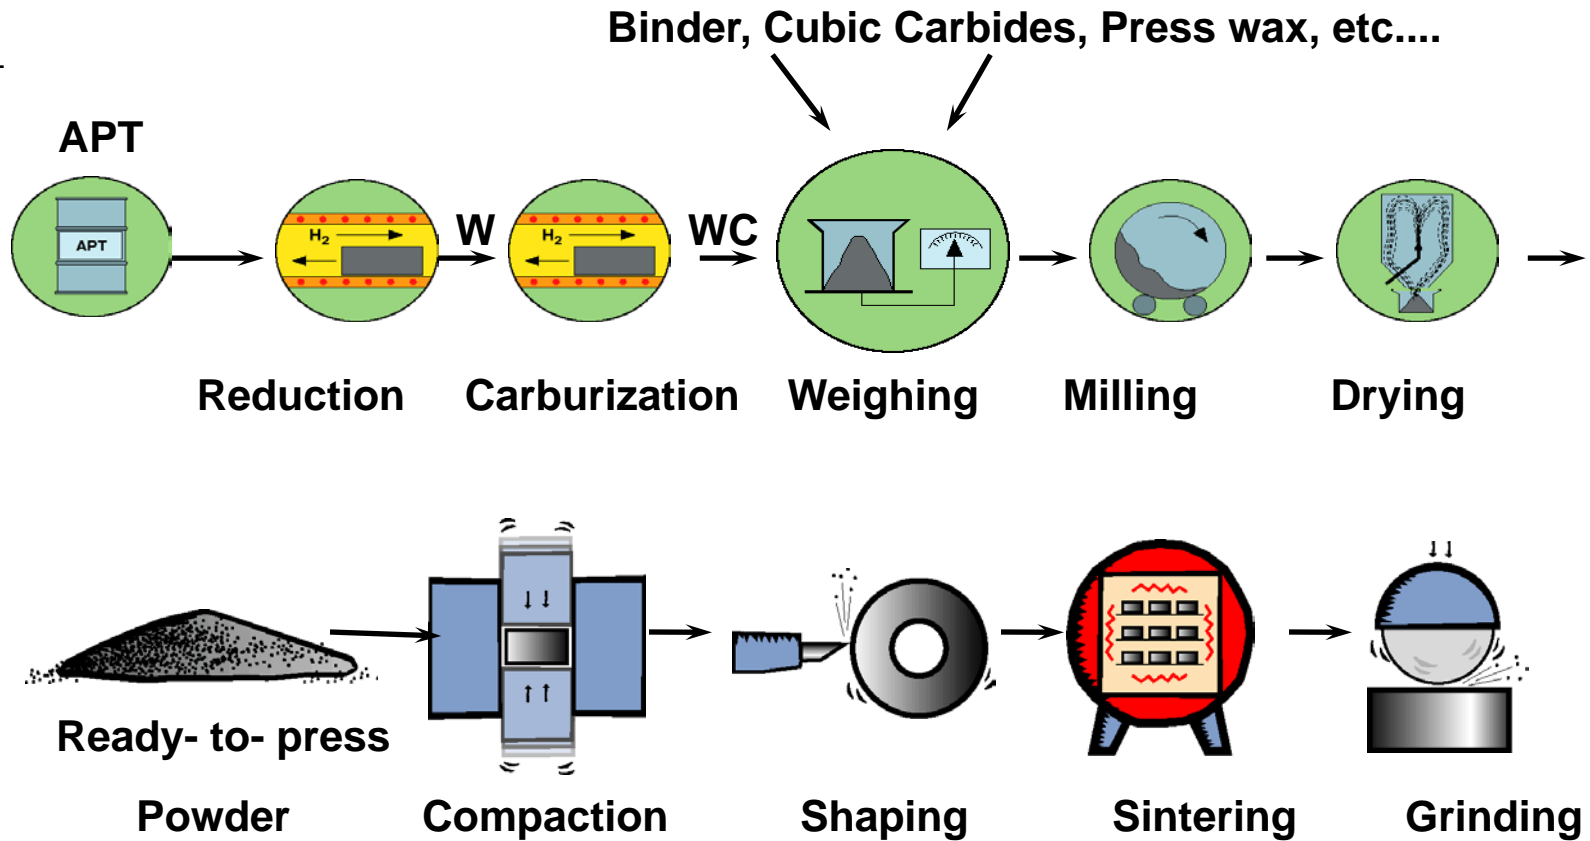 Binder, Cubic Carbides, Press wax, etc....
APT
APT
H2
W
H2
WC
Reduction
Carburization
Weighing
Milling
Drying
Ready- to- press
Powder
Compaction
Shaping
Sintering
Grinding